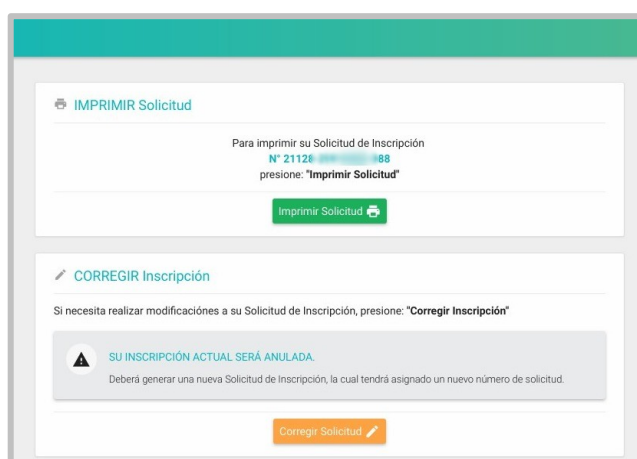 IMPRIMIR Solicitud
Para imprimir su Solicitud de Inscripción
N° 21128 88
presione: "Imprimir Solicitud"
Imprimir Solicitud
CORREGIR Inscripción
Si necesita realizar modificaciónes a su Solicitud de Inscripción, presione: "Corregir Inscripción"
SU INSCRIPCIÓN ACTUAL SERÁ ANULADA.
Deberá generar una nueva Solicitud de Inscripción, la cual tendrá asignado un nuevo número de solicitud.
Corregir Solicitud